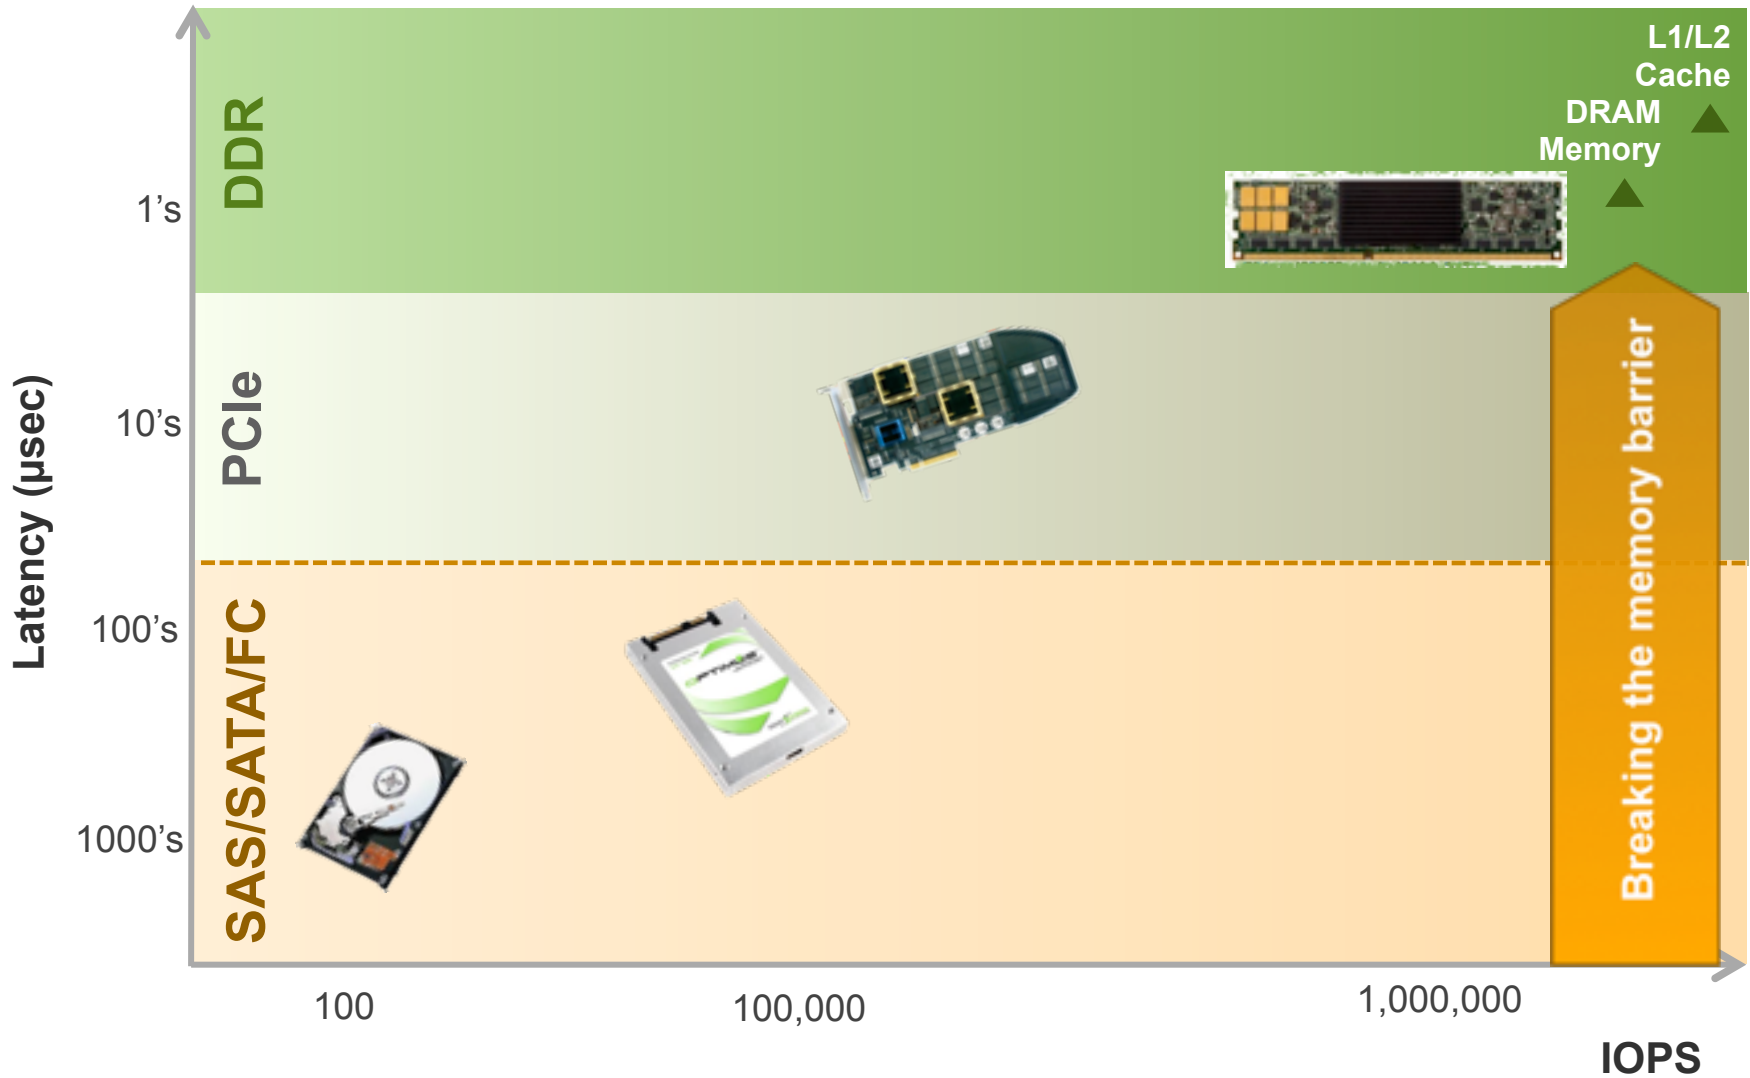 L1/L2
Cache
DRAM
Memory
DDR
1's
PCIe
10's
Latency (µsec)
SAS/SATA/FC
100's
1000's
Breaking the memory barrier
100
100,000
1,000,000
IOPS